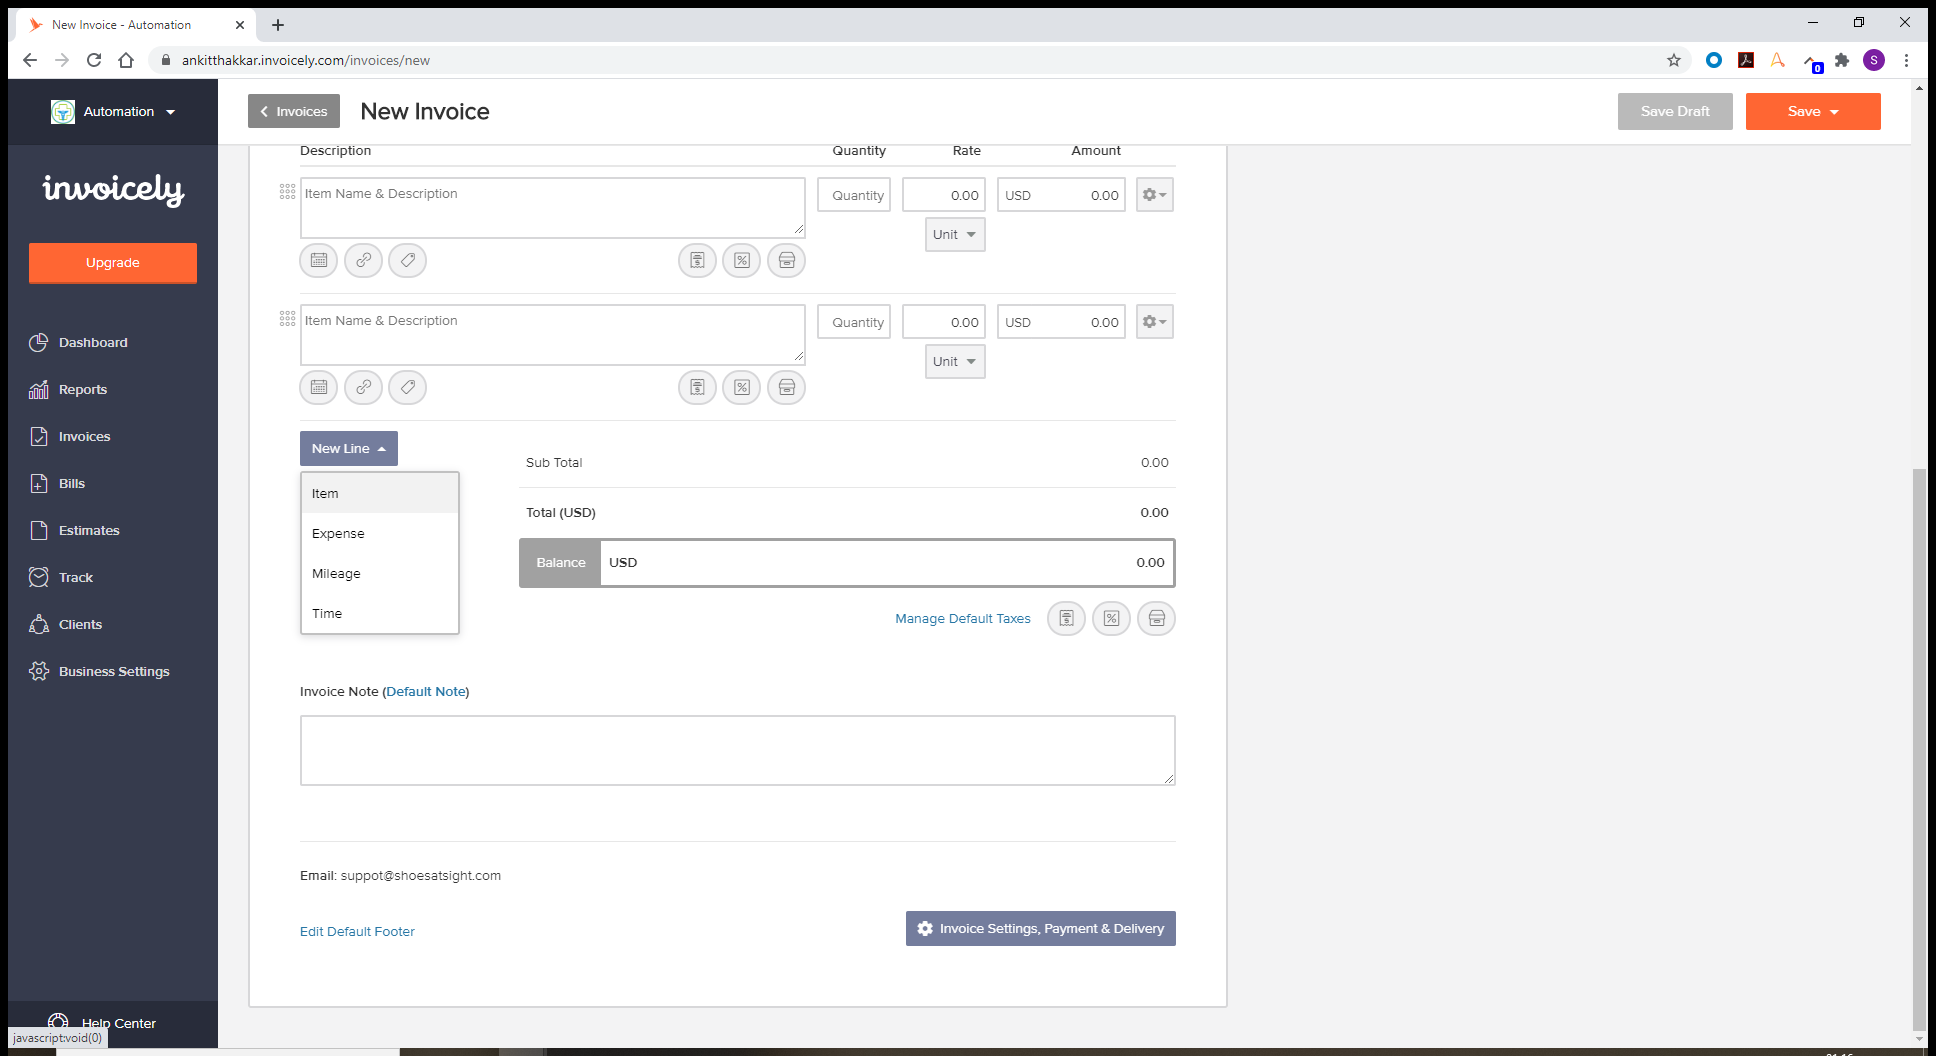 New Invoice - Automation
ankitthakkar.invoicely.com/invoices/new
S
0
Automation
invoicely
Upgrade
Dashboard
Reports
Invoices
Bills
Estimates
Track
Clients
Business Settings
Help Center
javascript:void(0)
Invoices
New Invoice
Save Draft
Save
Description Quantity Rate Amount
Item Name & Description Quantity 0.00 USD 0.00
Unit
Item Name & Description Quantity 0.00 USD 0.00
Unit
New Line
Item
Expense
Mileage
Time
Sub Total 0.00
Total (USD) 0.00
Balance USD 0.00
Manage Default Taxes
Invoice Note (Default Note)
Email: suppot@shoesatsight.com
Edit Default Footer
Invoice Settings, Payment & Delivery